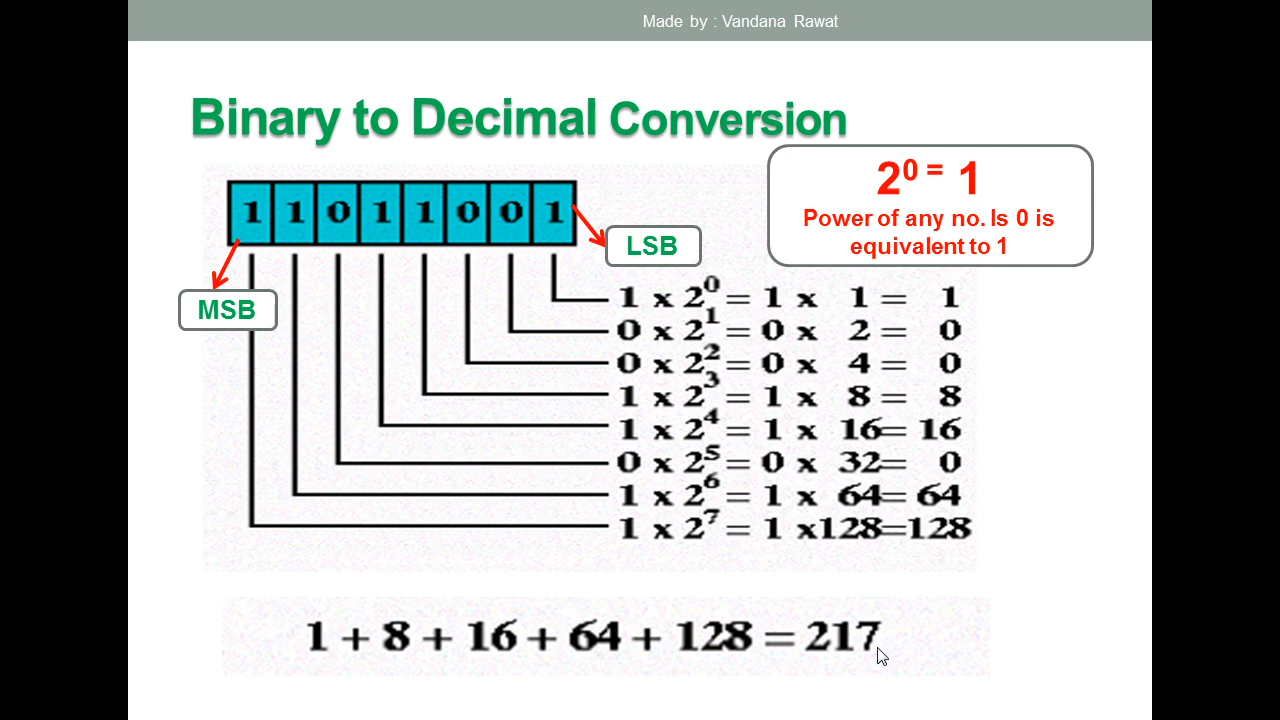 Made by : Vandana Rawat
Binary to Decimal Conversion
2⁰ = 1
Power of any no. Is 0 is
equivalent to 1
1 1 0 1 1 0 0 1
LSB
MSB
1 x 2⁰ = 1 x 1 = 1
0 x 2¹ = 0 x 2 = 0
0 x 2² = 0 x 4 = 0
1 x 2³ = 1 x 8 = 8
1 x 2⁴ = 1 x 16 = 16
0 x 2⁵ = 0 x 32 = 0
1 x 2⁶ = 1 x 64 = 64
1 x 2⁷ = 1 x 128 = 128
1 + 8 + 16 + 64 + 128 = 217